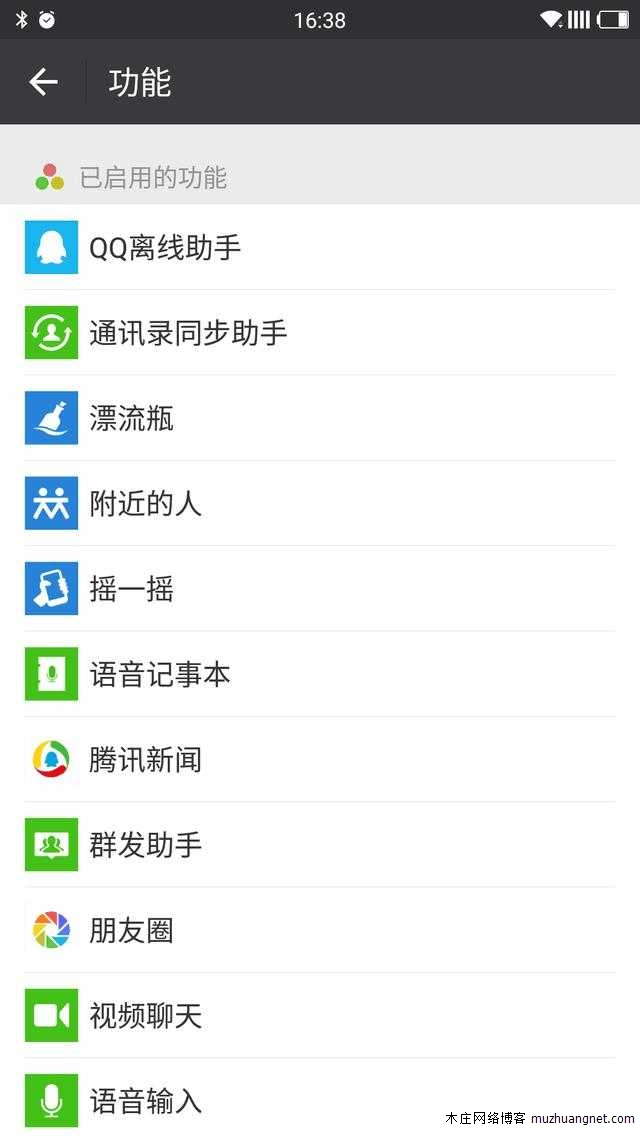 16:38
功能
已启用的功能
QQ离线助手
通讯录同步助手
漂流瓶
附近的人
摇一摇
语音记事本
腾讯新闻
群发助手
朋友圈
视频聊天
语音输入
木庄网络博客 muzhuangnet.com